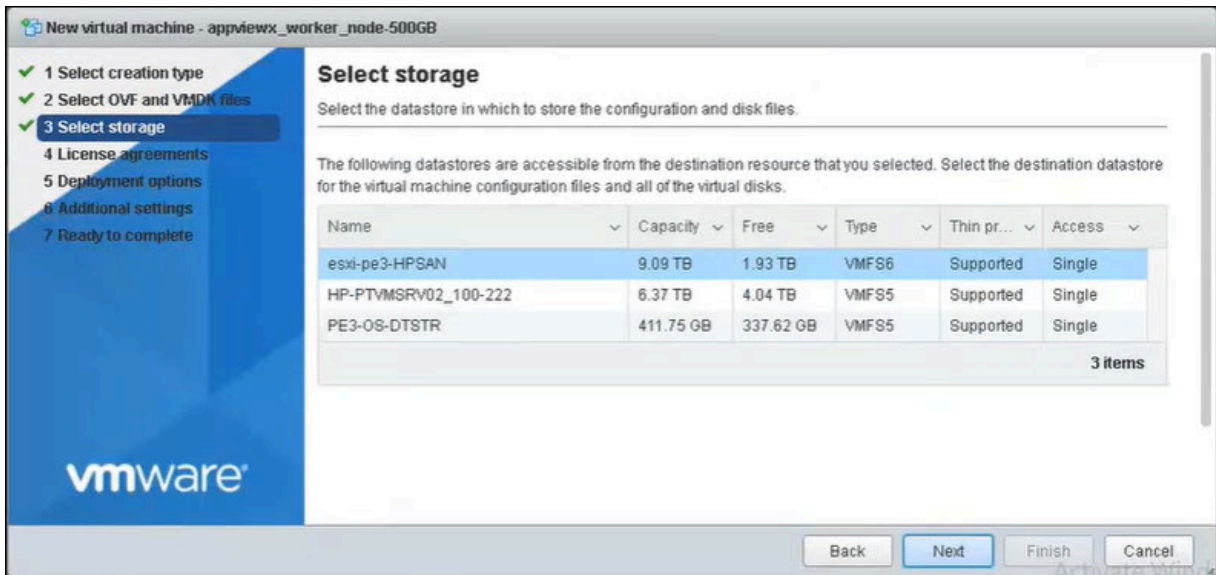 New virtual machine - appviewx_worker_node-500GB
1 Select creation type
2 Select OVF and VMDK files
3 Select storage
4 License agreements
5 Deployment options
6 Additional settings
7 Ready to complete
vmware®
Select storage
Select the datastore in which to store the configuration and disk files.
The following datastores are accessible from the destination resource that you selected. Select the destination datastore
for the virtual machine configuration files and all of the virtual disks.
Name Capacity Free Type Thin pr... Access
esxi-pe3-HPSAN 9.09 TB 1.93 TB VMFS6 Supported Single
HP-PTVMSRV02_100-222 6.37 TB 4.04 TB VMFS5 Supported Single
PE3-OS-DTSTR 411.75 GB 337.62 GB VMFS5 Supported Single
3 items
Back Next Finish Cancel